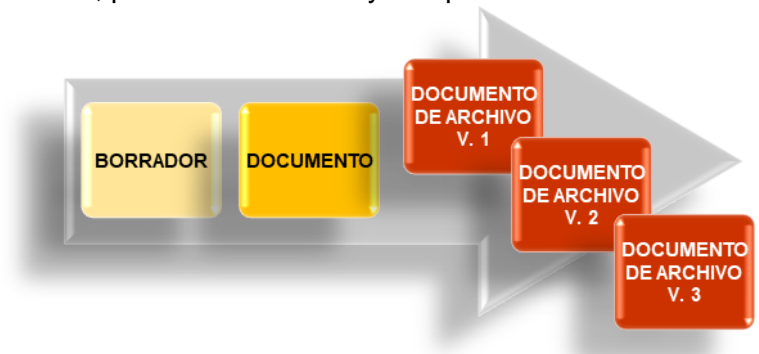 BORRADOR
DOCUMENTO
DOCUMENTO
DE ARCHIVO
V. 1
DOCUMENTO
DE ARCHIVO
V. 2
DOCUMENTO
DE ARCHIVO
V. 3